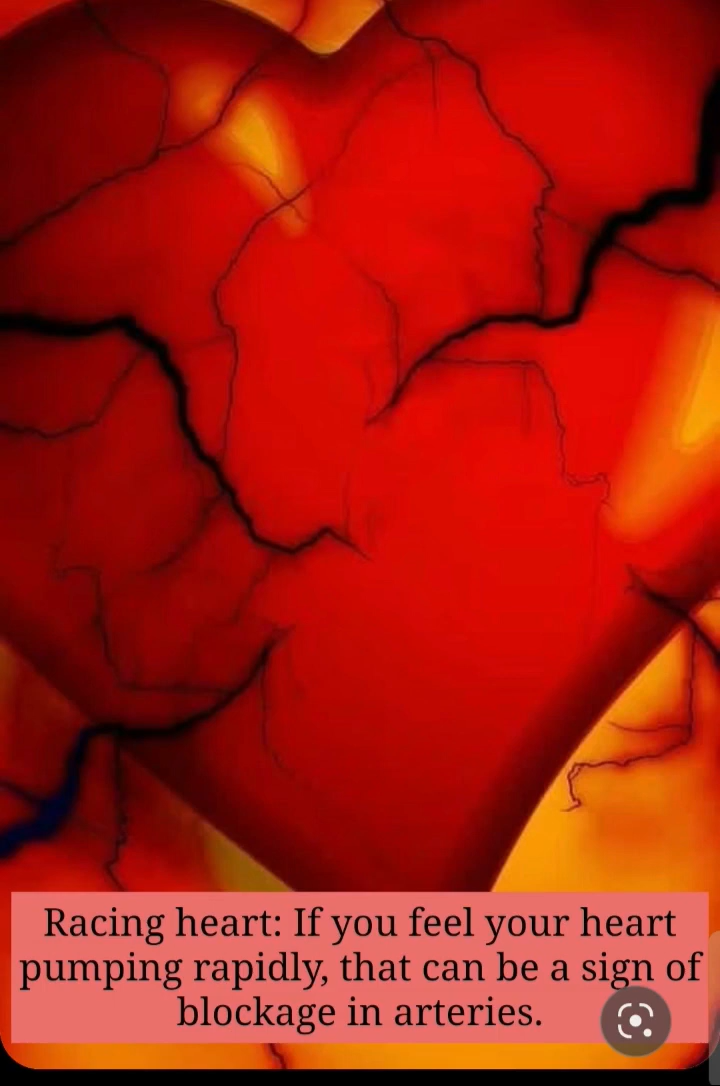 Racing heart: If you feel your heart
pumping rapidly, that can be a sign of
blockage in arteries.